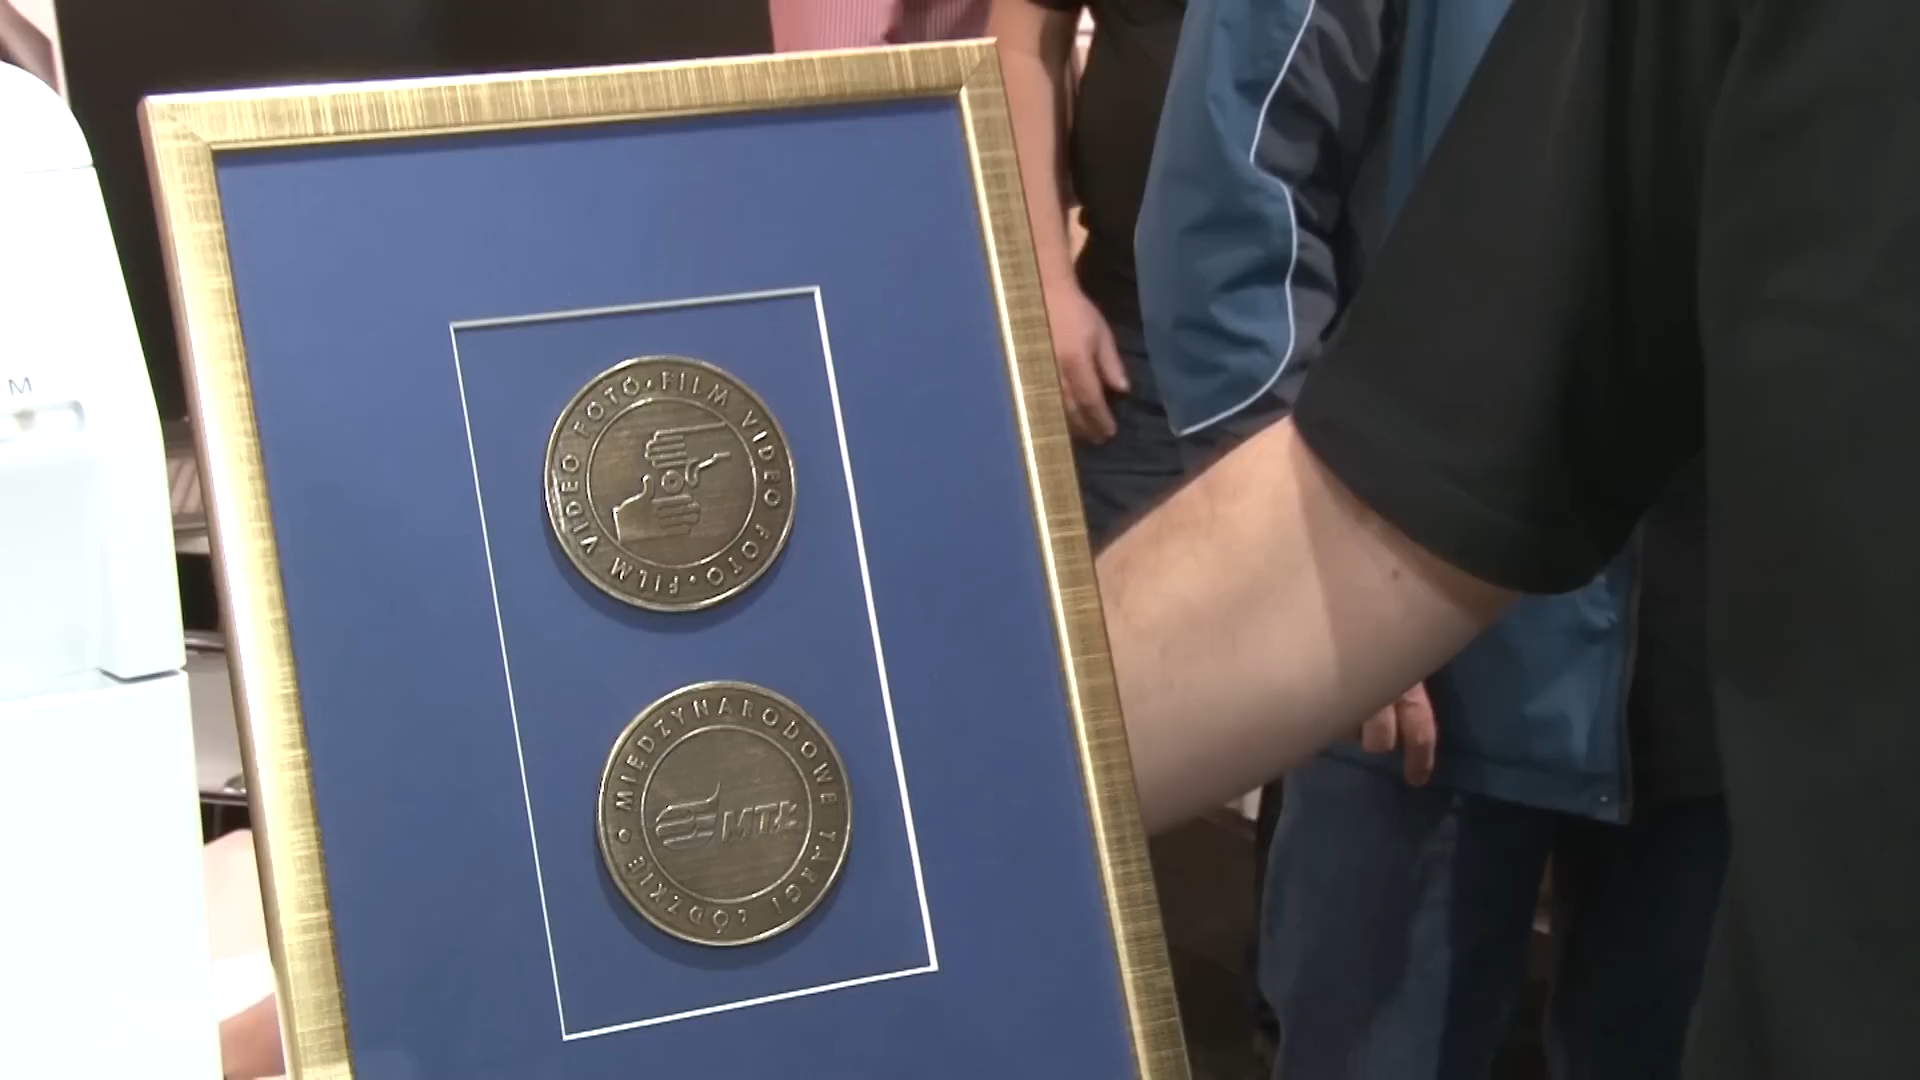 M
FOTO • FILM VIDEO FOTO • FILM VIDEO
MIĘDZYNARODOWE TARGI ŁÓDZKIE
MTŁ